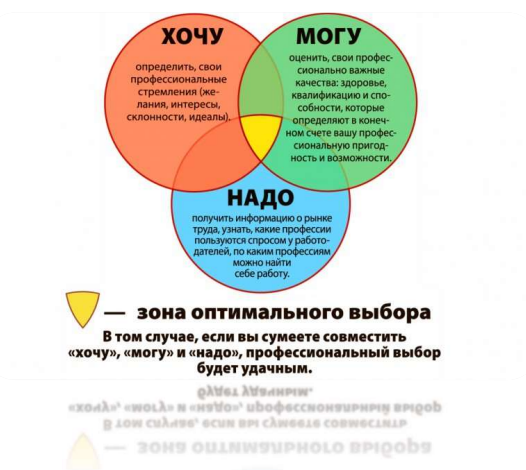 ХОЧУ
определить, свои
профессиональные
стремления (же-
лания, интересы,
склонности, идеалы).
МОГУ
оценить, свои профес-
сионально важные
качества: здоровье,
квалификацию и спо-
собности, которые
определяют в конеч-
ном счете вашу профес-
сиональную пригод-
ность и возможности.
НАДО
получить информацию о рынке
труда, узнать, какие профессии
пользуются спросом у работо-
дателей, по каким профессиям
можно найти
себе работу.
— зона оптимального выбора
В том случае, если вы сумеете совместить
«хочу», «могу» и «надо», профессиональный выбор
будет удачным.